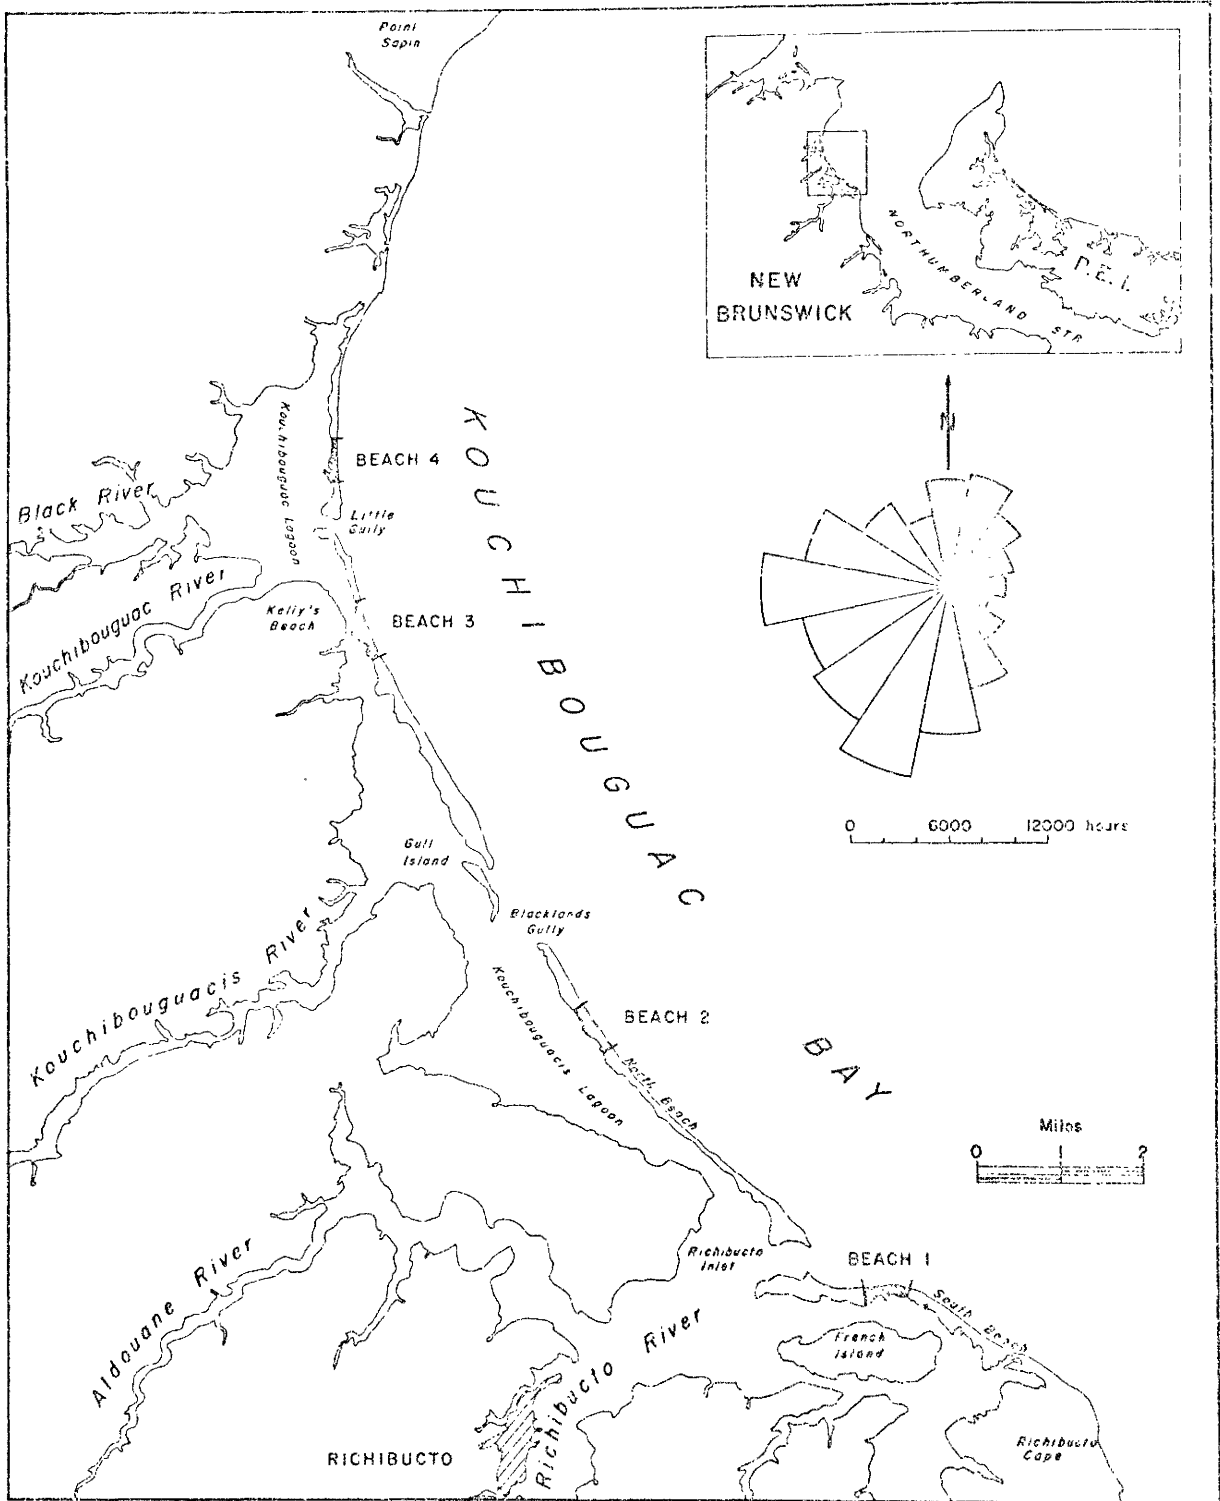 Point
Sapin
NEW
BRUNSWICK
NORTHUMBERLAND STR
P.E.I.
N
KOUCHIBOUGUAC BAY
BEACH 4
Kouchibouguac Lagoon
Black River
Little
Gully
Kouchibouguac River
Kelly's
Beach
BEACH 3
0 6000 12000 hours
Gull
Island
Blacklands
Gully
Kouchibouguacis River
Kouchibouguacis Lagoon
BEACH 2
North Beach
Miles
0 1 2
Richibucto
Inlet
BEACH 1
South Beach
Aldouane River
French
Island
Richibucto River
RICHIBUCTO
Richibucto
Cape